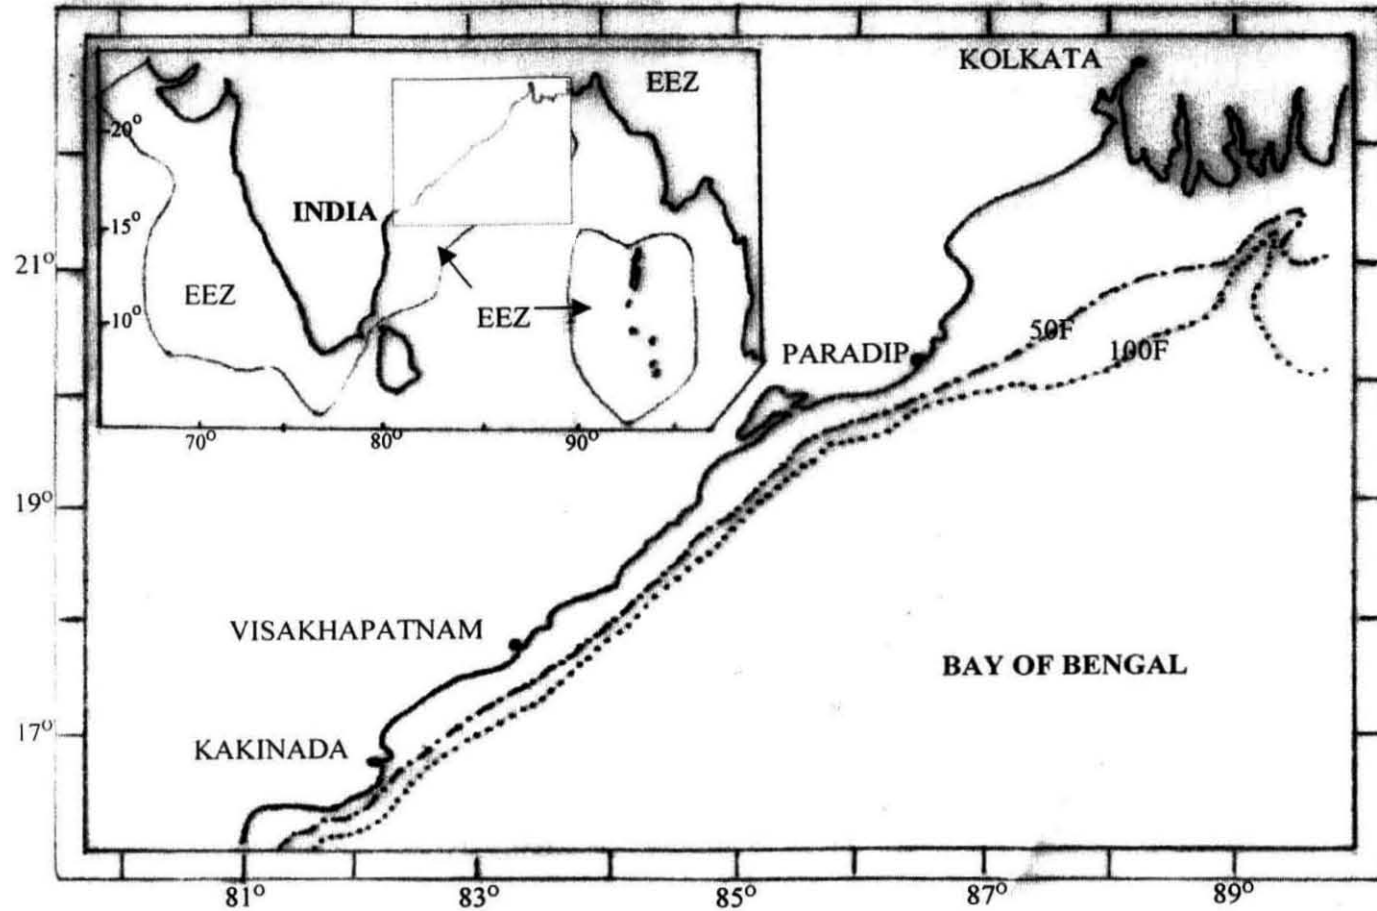 KOLKATA
EEZ
20°
INDIA
15°
EEZ
EEZ
10°
70°
80°
90°
21°
50F
100F
PARADIP
19°
VISAKHAPATNAM
BAY OF BENGAL
17°
KAKINADA
81°
83°
85°
87°
89°